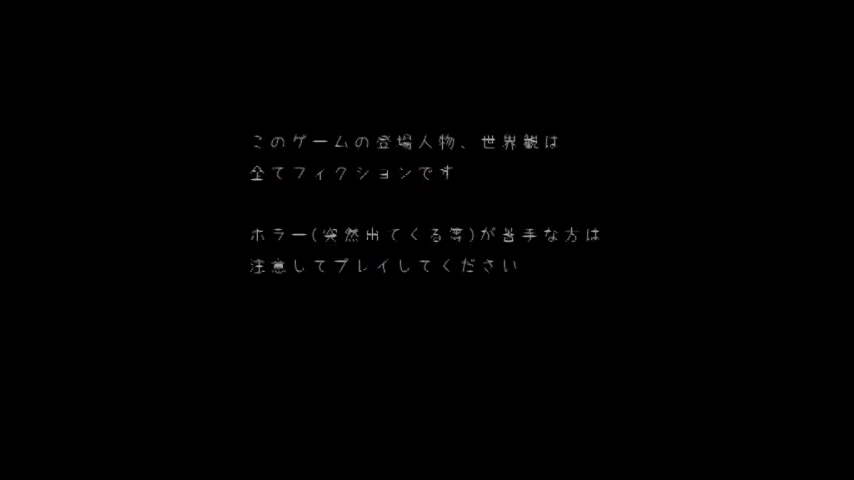 このゲームの登場人物、世界観は
全てフィクションです
ホラー(突然出てくる等)が苦手な方は
注意してプレイしてください